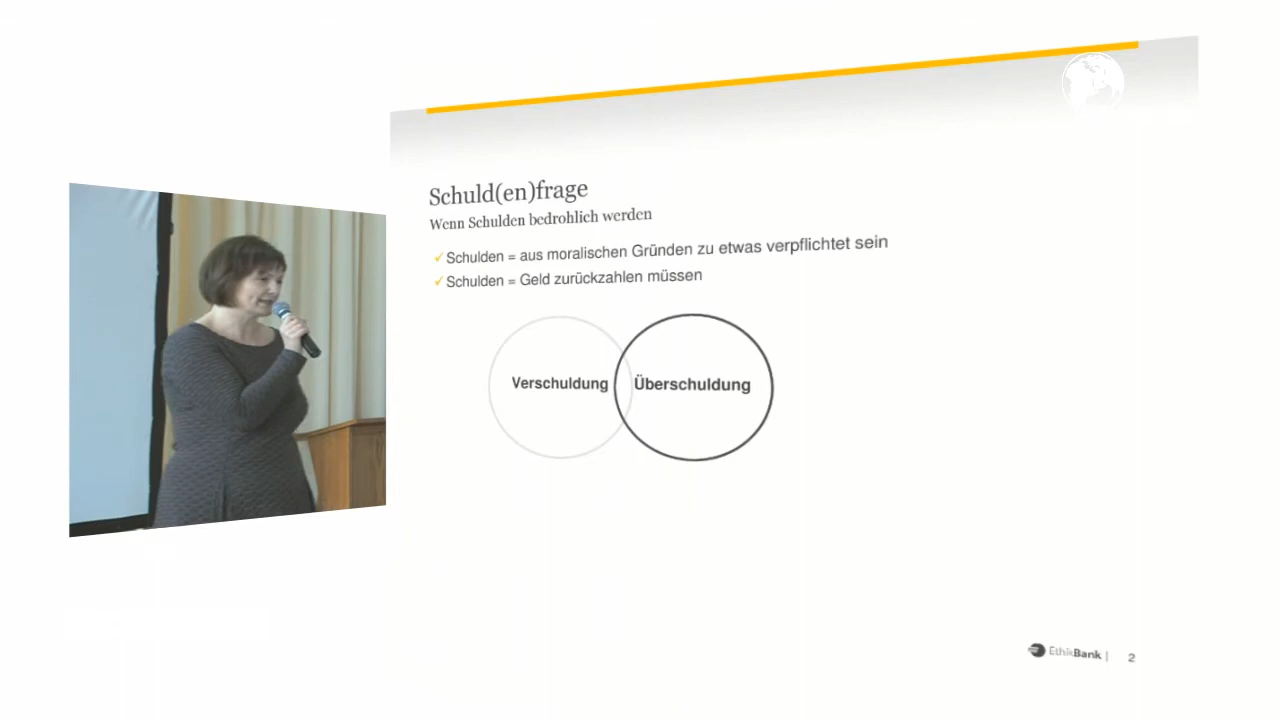 Schuld(en)frage
Wenn Schulden bedrohlich werden
✓ Schulden = aus moralischen Gründen zu etwas verpflichtet sein
✓ Schulden = Geld zurückzahlen müssen
Verschuldung Überschuldung
EthikBank | 2